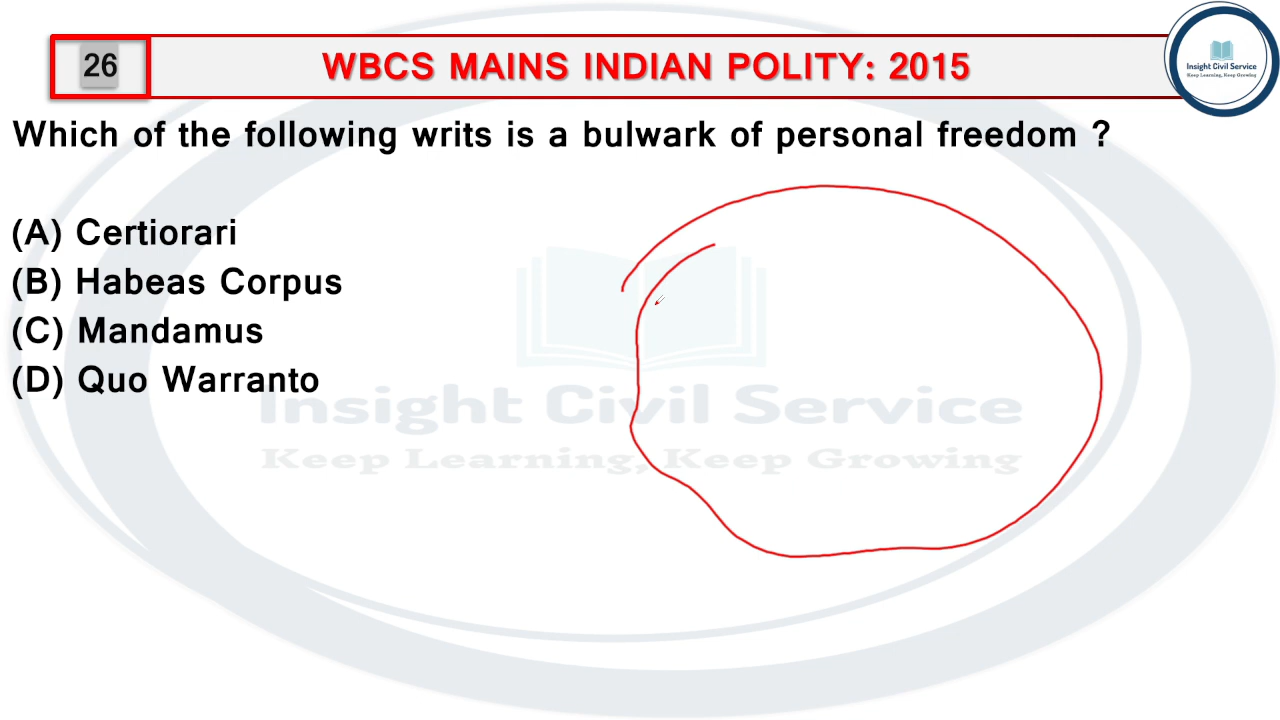 26
WBCS MAINS INDIAN POLITY: 2015
Insight Civil Service
Keep Learning, Keep Growing
Which of the following writs is a bulwark of personal freedom ?
(A) Certiorari
(B) Habeas Corpus
(C) Mandamus
(D) Quo Warranto
Insight Civil Service
Keep Learning, Keep Growing